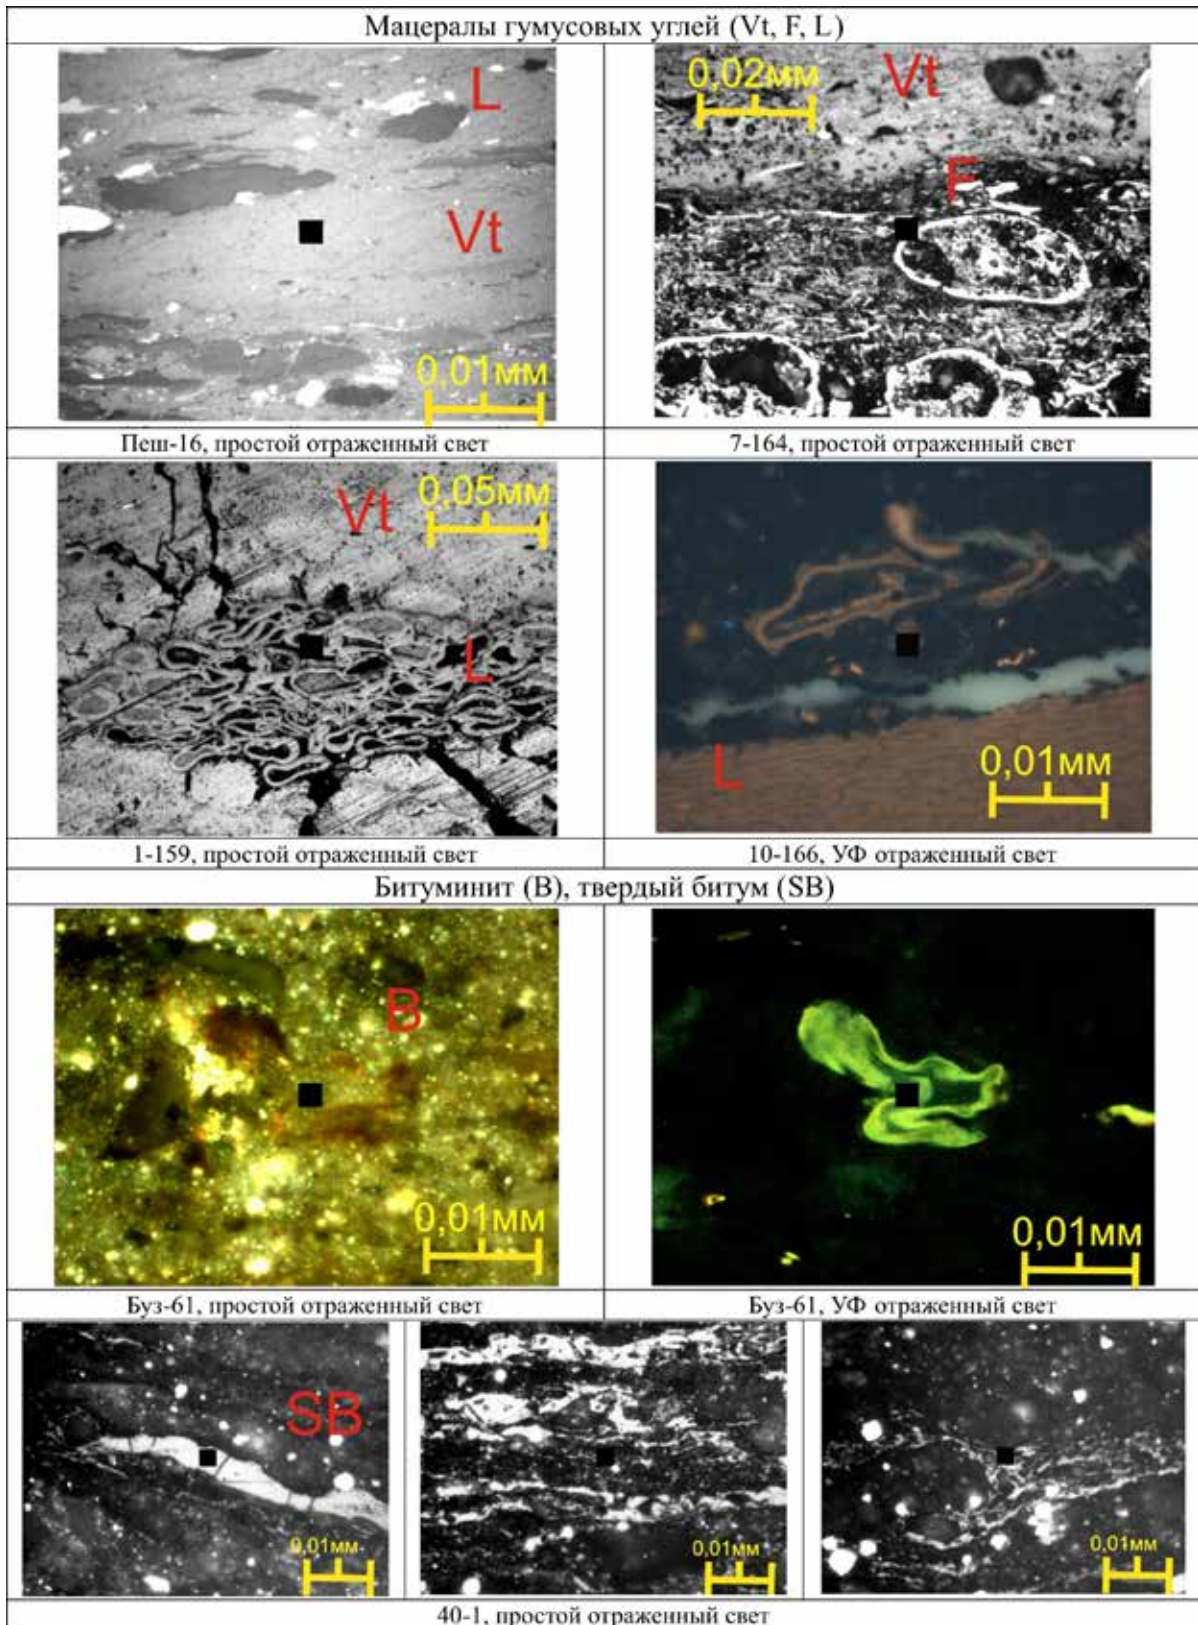 Мацералы гумусовых углей (Vt, F, L)
L
Vt
0,01мм
0,02мм
Vt
F
Пеш-16, простой отраженный свет
7-164, простой отраженный свет
Vt
0,05мм
L
L
0,01мм
1-159, простой отраженный свет
10-166, УФ отраженный свет
Битуминит (B), твердый битум (SB)
B
0,01мм
0,01мм
Буз-61, простой отраженный свет
Буз-61, УФ отраженный свет
SB
0,01мм
0,01мм
0,01мм
40-1, простой отраженный свет